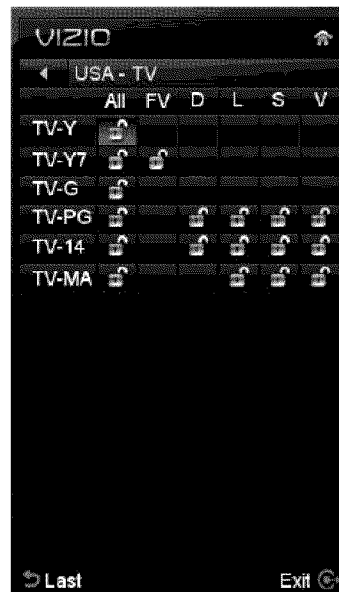 VIZIO
USA - TV
All FV D L S V
TV-Y
TV-Y7
TV-G
TV-PG
TV-14
TV-MA
Last Exit